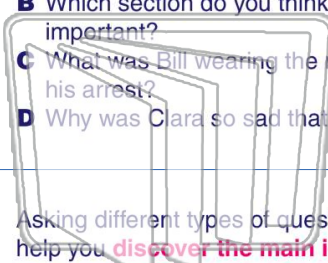 B Which section do you think
important?
C What was Bill wearing the
his arrest?
D Why was Clara so sad that
Asking different types of ques
help you discover the main i